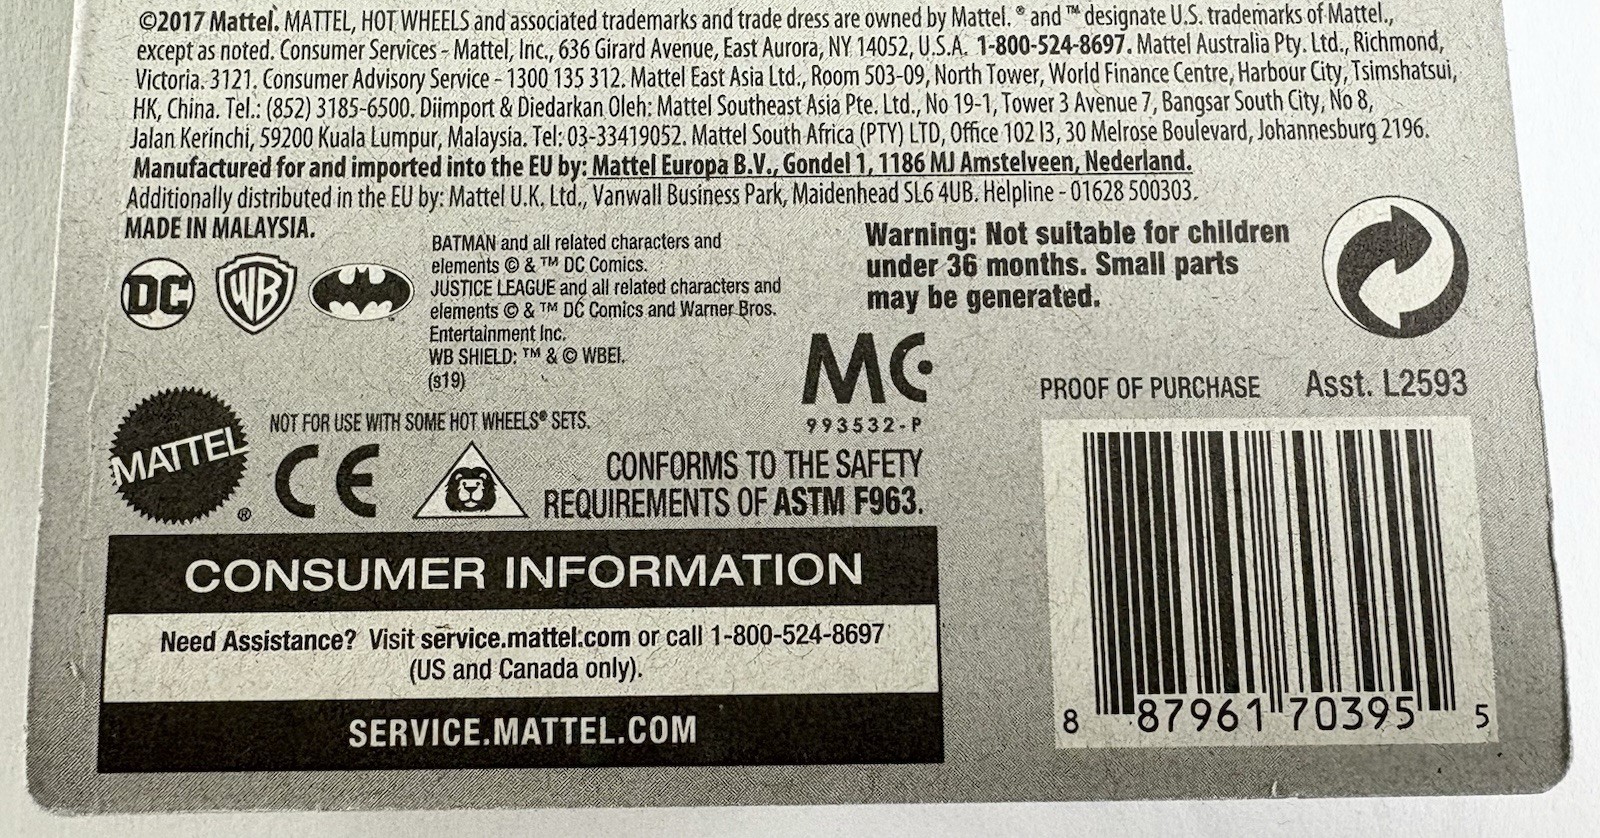 ©2017 Mattel. MATTEL, HOT WHEELS and associated trademarks and trade dress are owned by Mattel. ® and ™ designate U.S. trademarks of Mattel.,
except as noted. Consumer Services - Mattel, Inc., 636 Girard Avenue, East Aurora, NY 14052, U.S.A. 1-800-524-8697. Mattel Australia Pty. Ltd., Richmond,
Victoria. 3121. Consumer Advisory Service - 1300 135 312. Mattel East Asia Ltd., Room 503-09, North Tower, World Finance Centre, Harbour City, Tsimshatsui,
HK, China. Tel.: (852) 3185-6500. Diimport & Diedarkan Oleh: Mattel Southeast Asia Pte. Ltd., No 19-1, Tower 3 Avenue 7, Bangsar South City, No 8,
Jalan Kerinchi, 59200 Kuala Lumpur, Malaysia. Tel: 03-33419052. Mattel South Africa (PTY) LTD, Office 102 I3, 30 Melrose Boulevard, Johannesburg 2196.
Manufactured for and imported into the EU by: Mattel Europa B.V., Gondel 1, 1186 MJ Amstelveen, Nederland.
Additionally distributed in the EU by: Mattel U.K. Ltd., Vanwall Business Park, Maidenhead SL6 4UB. Helpline - 01628 500303.
MADE IN MALAYSIA.
DC WB
BATMAN and all related characters and
elements © & ™ DC Comics.
JUSTICE LEAGUE and all related characters and
elements © & ™ DC Comics and Warner Bros.
Entertainment Inc.
WB SHIELD: ™ & © WBEI.
(s19)
Warning: Not suitable for children
under 36 months. Small parts
may be generated.
MC
993532-P
PROOF OF PURCHASE Asst. L2593
MATTEL ®
NOT FOR USE WITH SOME HOT WHEELS® SETS.
CE
CONFORMS TO THE SAFETY
REQUIREMENTS OF ASTM F963.
CONSUMER INFORMATION
Need Assistance? Visit service.mattel.com or call 1-800-524-8697
(US and Canada only).
SERVICE.MATTEL.COM
8 87961 70395 5